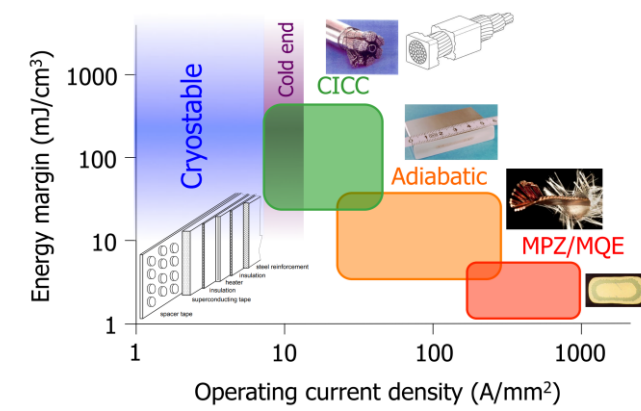 Energy margin (mJ/cm³)
1000
100
10
1
Cryostable
Cold end
CICC
Adiabatic
MPZ/MQE
steel reinforcement
insulation
heater
insulation
superconducting tape
spacer tape
1
10
100
1000
Operating current density (A/mm²)